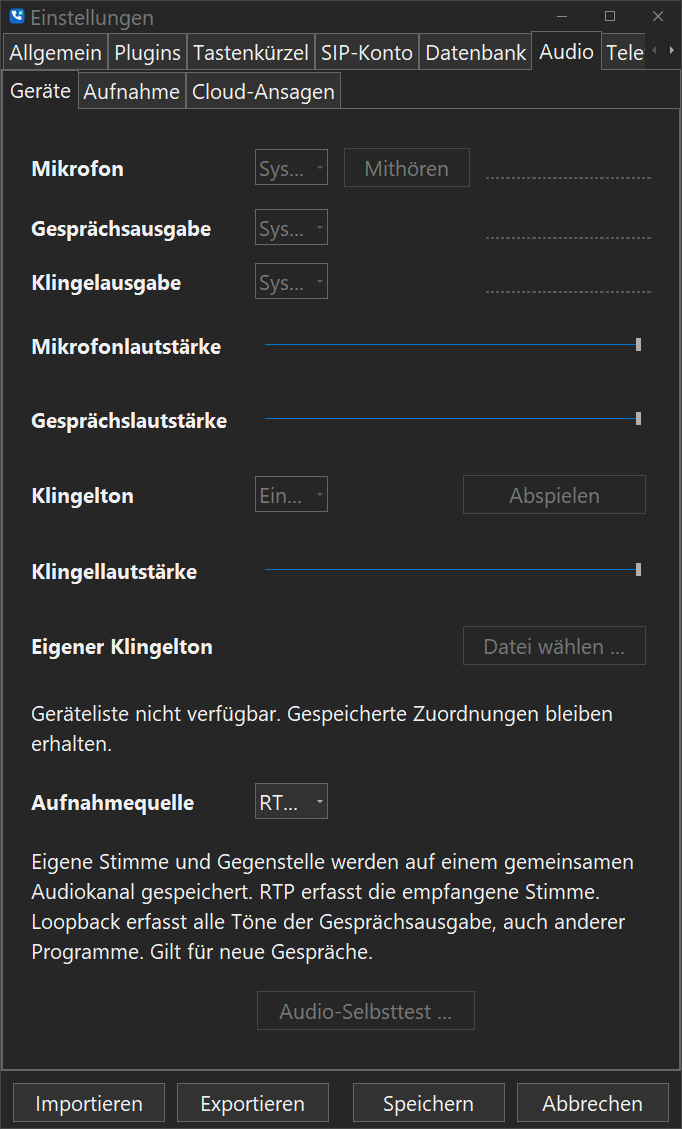 Einstellungen
Allgemein Plugins Tastenkürzel SIP-Konto Datenbank Audio Tele
Geräte Aufnahme Cloud-Ansagen
Mikrofon Sys... Mithören
Gesprächsausgabe Sys...
Klingelausgabe Sys...
Mikrofonlautstärke
Gesprächslautstärke
Klingelton Ein... Abspielen
Klingellautstärke
Eigener Klingelton Datei wählen ...
Geräteliste nicht verfügbar. Gespeicherte Zuordnungen bleiben
erhalten.
Aufnahmequelle RT...
Eigene Stimme und Gegenstelle werden auf einem gemeinsamen
Audiokanal gespeichert. RTP erfasst die empfangene Stimme.
Loopback erfasst alle Töne der Gesprächsausgabe, auch anderer
Programme. Gilt für neue Gespräche.
Audio-Selbsttest ...
Importieren Exportieren Speichern Abbrechen